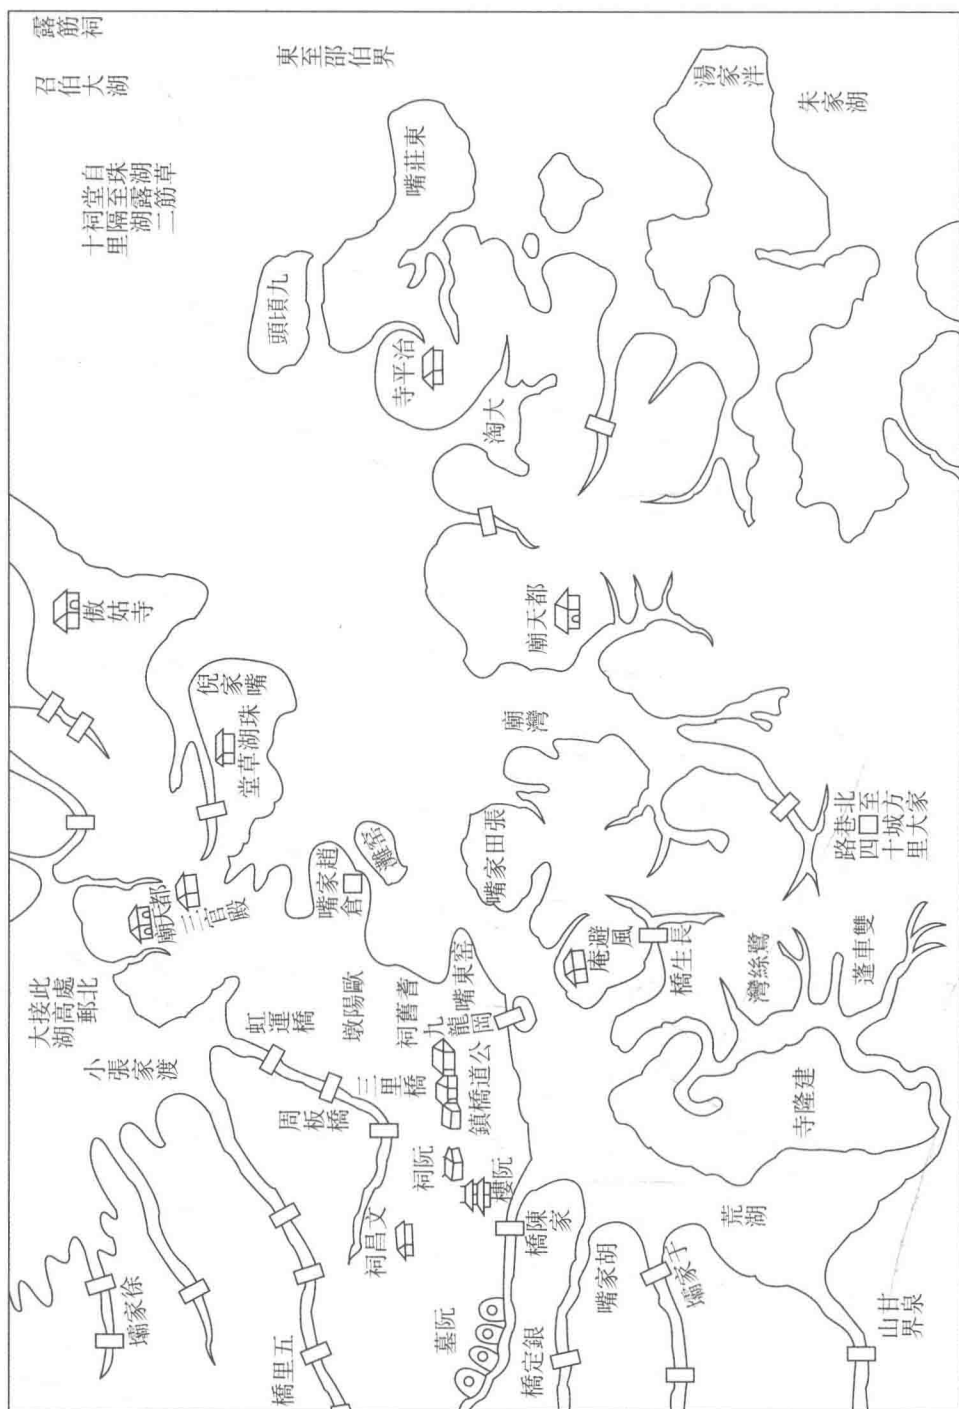 露筋祠
召伯大湖
東至邵伯界
自珠湖草
堂至露筋
祠隔湖二
十里
湯家泮
朱家湖
東莊嘴
九頃頭
治平寺
大淘
傲姑寺
倪家嘴
珠湖草堂
都天廟
廟灣
趙家嘴
倉
窑灘
張田家嘴
北至方家
巷□城大
路四十里
都天廟
三官殿
避風庵
長生橋
鷺絲灣
雙車蓬
此處北
接高郵
大湖
小張家渡
虹運橋
歐陽墩
耆舊祠
窑東嘴
九龍岡
三里橋
周板橋
公道橋鎮
建隆寺
阮祠
阮樓
文昌祠
陳家橋
荒湖
胡家嘴
于家壩
甘泉
山界
徐家壩
五里橋
阮墓
銀定橋